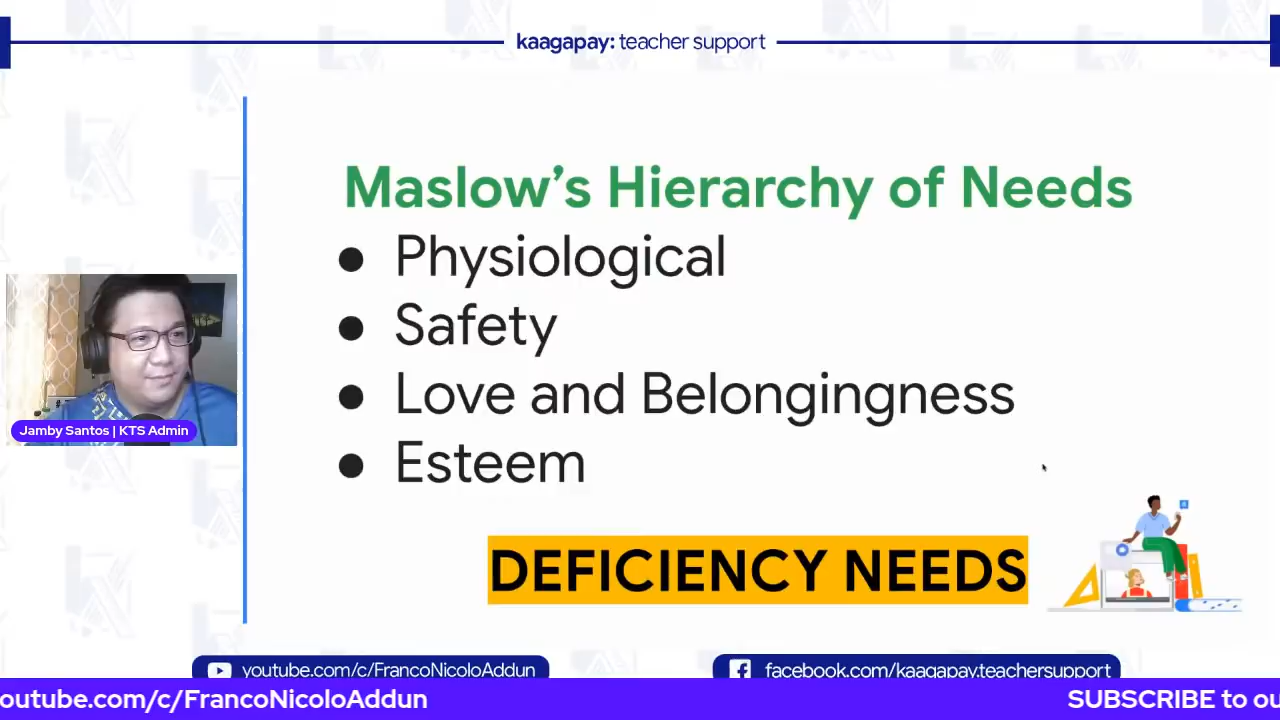 kaagapay: teacher support
Maslow’s Hierarchy of Needs
● Physiological
● Safety
● Love and Belongingness
● Esteem
DEFICIENCY NEEDS
Jamby Santos | KTS Admin
youtube.com/c/FrancoNicoloAddun
facebook.com/kaagapay.teachersupport
outube.com/c/FrancoNicoloAddun
SUBSCRIBE to ou